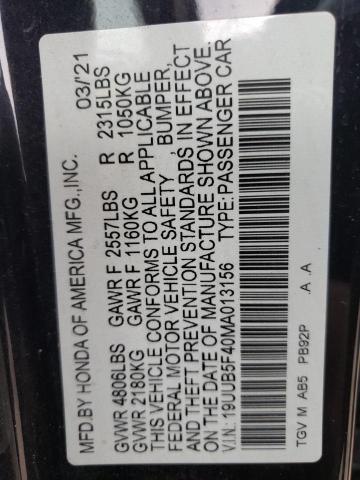 MFD.BY HONDA OF AMERICA MFG.,INC. 03/'21
GVWR 4806LBS GAWR F 2557LBS R 2315LBS
GVWR 2180KG GAWR F 1160KG R 1050KG
THIS VEHICLE CONFORMS TO ALL APPLICABLE
FEDERAL MOTOR VEHICLE SAFETY , BUMPER,
THEFT PREVENTION STANDARDS IN EFFECT
ON DATE OF MANUFACTURE SHOWN ABOVE.
V.I.N: 19UUB5F40MA013156 TYPE:PASSENGER CAR
TGV M AB5 PB92P .A .A